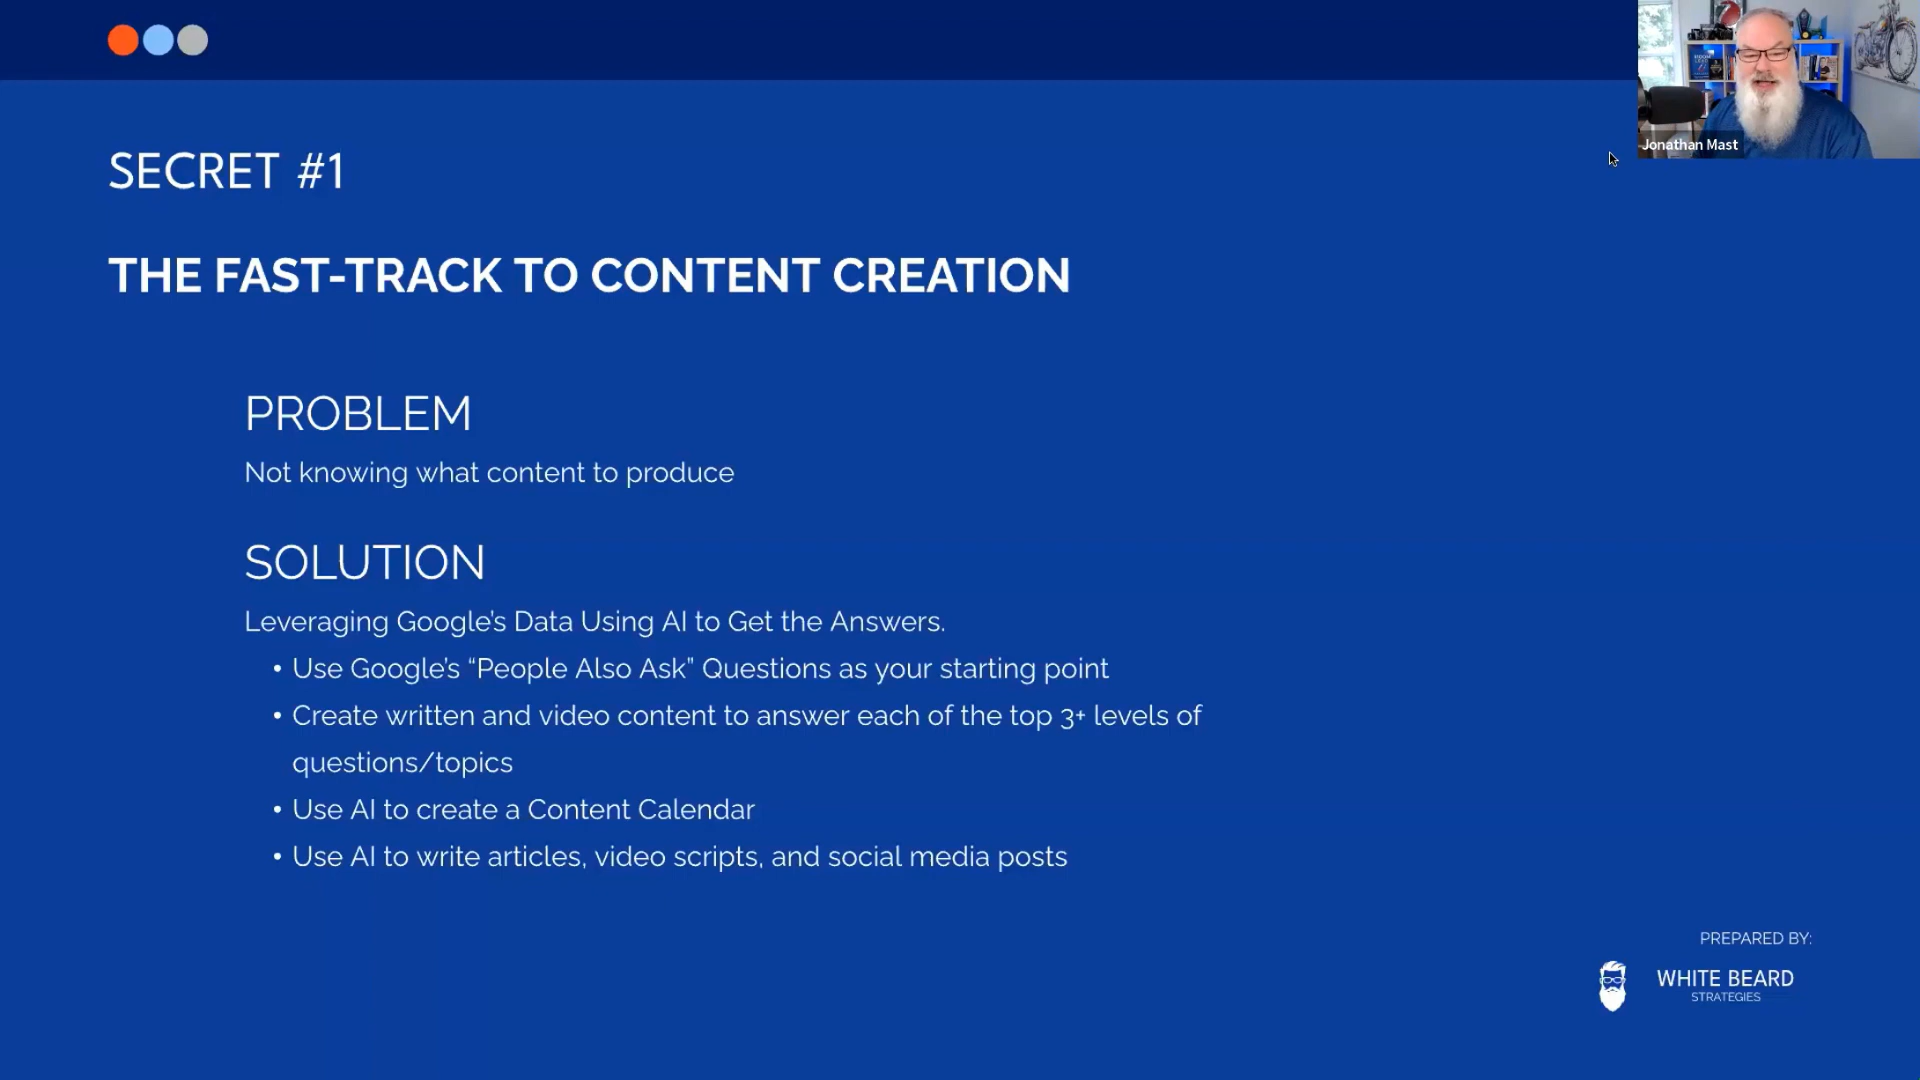 Jonathan Mast
SECRET #1
THE FAST-TRACK TO CONTENT CREATION
PROBLEM
Not knowing what content to produce
SOLUTION
Leveraging Google's Data Using AI to Get the Answers.
• Use Google's “People Also Ask” Questions as your starting point
• Create written and video content to answer each of the top 3+ levels of
questions/topics
• Use AI to create a Content Calendar
• Use AI to write articles, video scripts, and social media posts
PREPARED BY:
WHITE BEARD
STRATEGIES